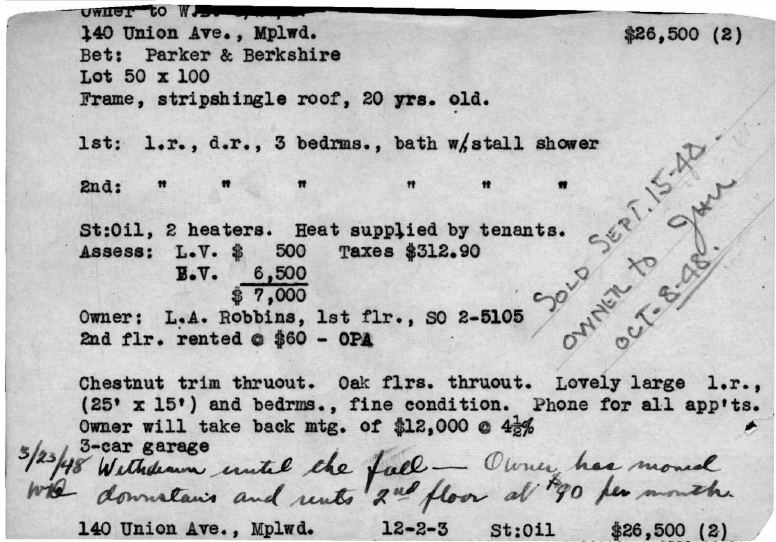 Owner to W.
140 Union Ave., Mplwd. $26,500 (2)
Bet: Parker & Berkshire
Lot 50 x 100
Frame, stripshingle roof, 20 yrs. old.
1st: l.r., d.r., 3 bedrms., bath w/stall shower
2nd: " " " " " "
St:Oil, 2 heaters. Heat supplied by tenants.
Assess: L.V. $ 500 Taxes $312.90
B.V. 6,500
$ 7,000
Owner: L.A. Robbins, 1st flr., SO 2-5105
2nd flr. rented @ $60 - OPA
SOLD SEPT. 15-48.
OWNER to
OCT-8-48.
Chestnut trim thruout. Oak flrs. thruout. Lovely large l.r.,
(25' x 15') and bedrms., fine condition. Phone for all app'ts.
Owner will take back mtg. of $12,000 @ 4½%
3-car garage
3/23/48 Withdrawn until the fall — Owner has moved
downstairs and rents 2nd floor at $90 per month.
140 Union Ave., Mplwd. 12-2-3 St:Oil $26,500 (2)